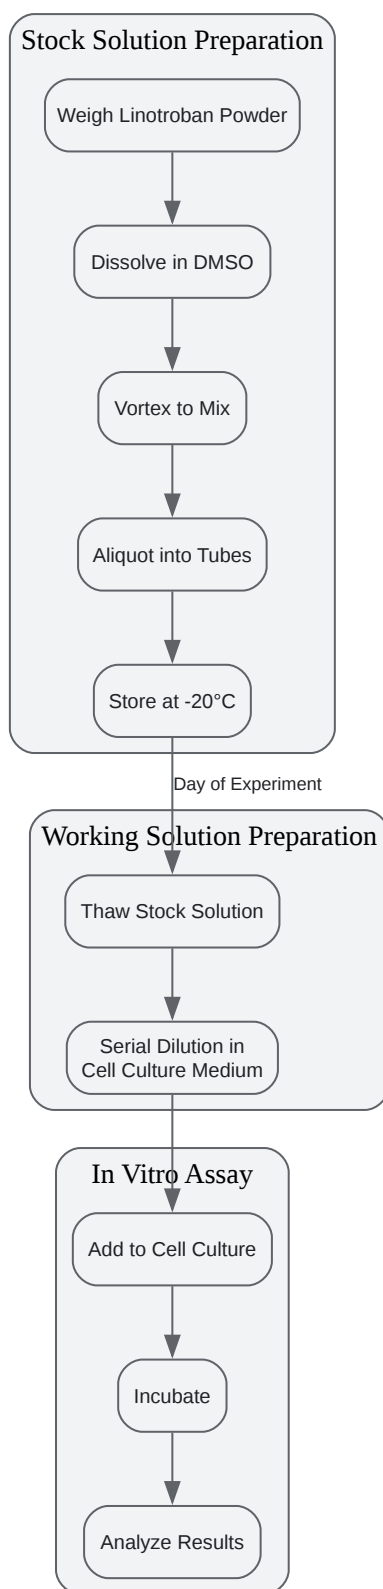 Stock Solution Preparation
Weigh Linotroban Powder
Dissolve in DMSO
Vortex to Mix
Aliquot into Tubes
Store at -20°C
Day of Experiment
Working Solution Preparation
Thaw Stock Solution
Serial Dilution in
Cell Culture Medium
In Vitro Assay
Add to Cell Culture
Incubate
Analyze Results